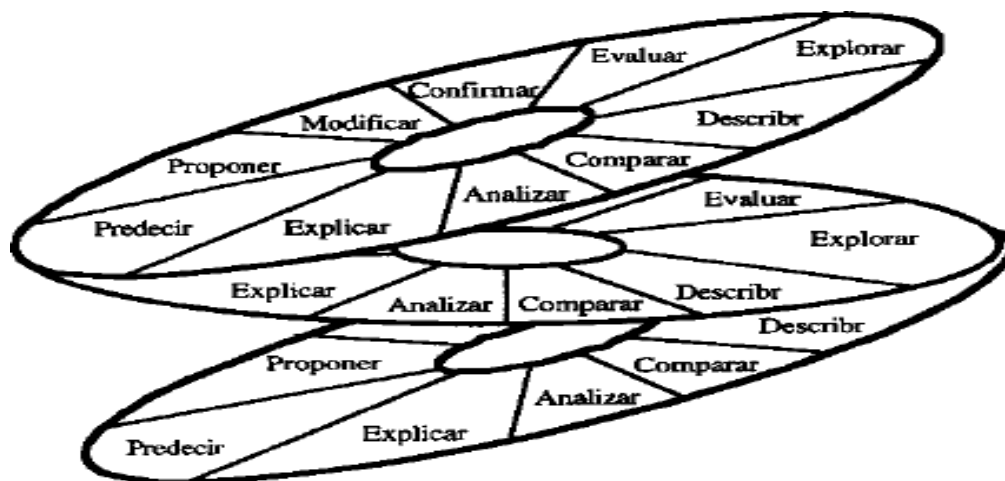 Evaluar
Explorar
Confirmar
Modificar
Describr
Proponer
Comparar
Analizar
Predecir
Explicar
Evaluar
Explorar
Explicar
Analizar
Comparar
Describr
Describr
Proponer
Comparar
Analizar
Explicar
Predecir